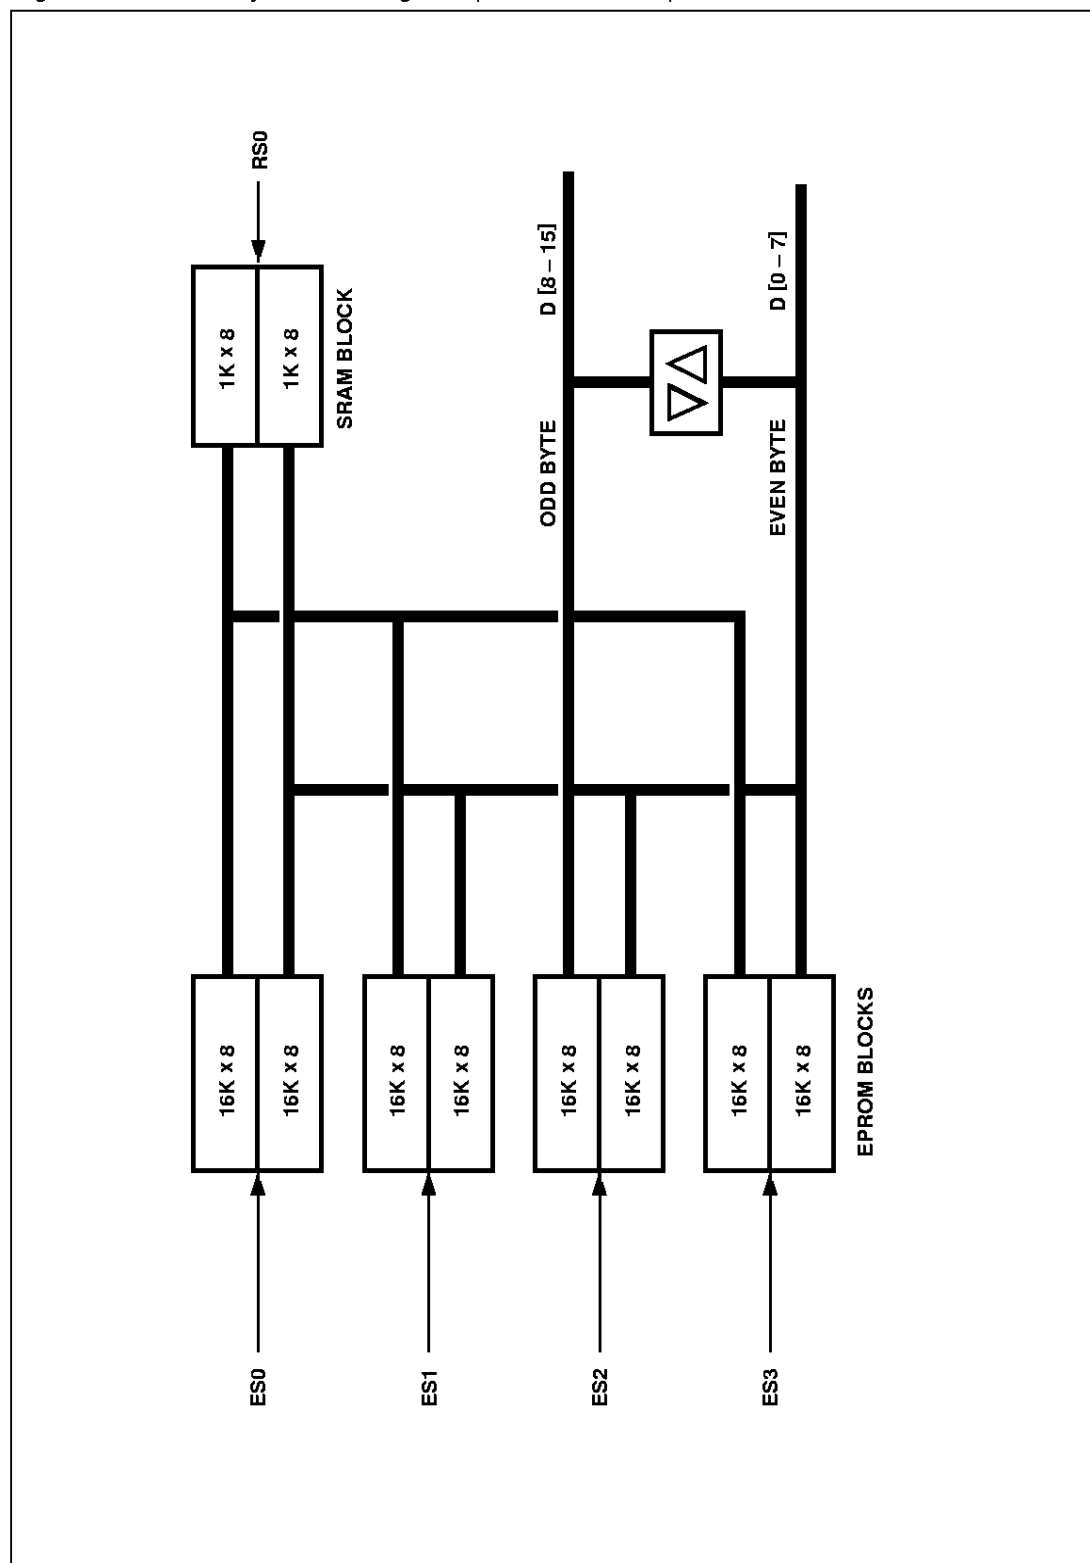 RS0
1K x 8
1K x 8
SRAM BLOCK
D [8 – 15]
D [0 – 7]
ODD BYTE
EVEN BYTE
16K x 8
16K x 8
16K x 8
16K x 8
16K x 8
16K x 8
16K x 8
16K x 8
EPROM BLOCKS
ES0
ES1
ES2
ES3